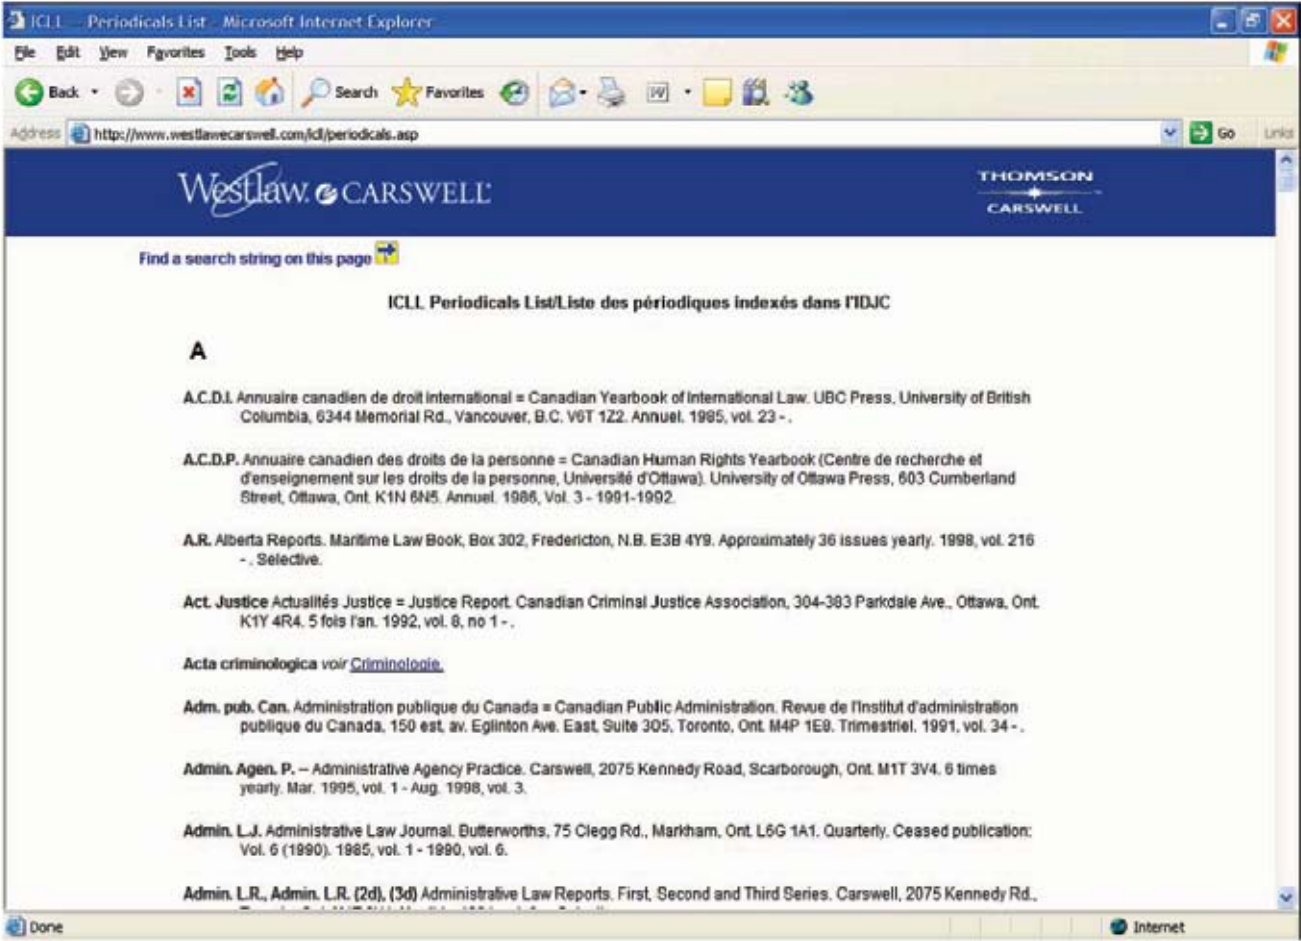 ICLL - Periodicals List - Microsoft Internet Explorer
File Edit View Favorites Tools Help
Back Search Favorites
Address http://www.westlawecarswell.com/icll/periodicals.asp Go Links
Westlaw. e CARSWELL
THOMSON
CARSWELL
Find a search string on this page
ICLL Periodicals List/Liste des périodiques indexés dans l'IDJC
A
A.C.D.I. Annuaire canadien de droit international = Canadian Yearbook of International Law. UBC Press, University of British
Columbia, 6344 Memorial Rd., Vancouver, B.C. V6T 1Z2. Annuel. 1985, vol. 23 - .
A.C.D.P. Annuaire canadien des droits de la personne = Canadian Human Rights Yearbook (Centre de recherche et
d'enseignement sur les droits de la personne, Université d'Ottawa). University of Ottawa Press, 603 Cumberland
Street, Ottawa, Ont. K1N 6N5. Annuel. 1986, Vol. 3 - 1991-1992.
A.R. Alberta Reports. Maritime Law Book, Box 302, Fredericton, N.B. E3B 4Y9. Approximately 36 issues yearly. 1998, vol. 216
- . Selective.
Act. Justice Actualités Justice = Justice Report. Canadian Criminal Justice Association, 304-383 Parkdale Ave., Ottawa, Ont.
K1Y 4R4. 5 fois l'an. 1992, vol. 8, no 1 - .
Acta criminologica voir Criminologie.
Adm. pub. Can. Administration publique du Canada = Canadian Public Administration. Revue de l'Institut d'administration
publique du Canada, 150 est, av. Eglinton Ave. East, Suite 305, Toronto, Ont. M4P 1E8. Trimestriel. 1991, vol. 34 - .
Admin. Agen. P. – Administrative Agency Practice. Carswell, 2075 Kennedy Road, Scarborough, Ont. M1T 3V4. 6 times
yearly. Mar. 1995, vol. 1 - Aug. 1998, vol. 3.
Admin. L.J. Administrative Law Journal. Butterworths, 75 Clegg Rd., Markham, Ont. L6G 1A1. Quarterly. Ceased publication:
Vol. 6 (1990). 1985, vol. 1 - 1990, vol. 6.
Admin. L.R., Admin. L.R. (2d), (3d) Administrative Law Reports. First, Second and Third Series. Carswell, 2075 Kennedy Rd.,
Done Internet